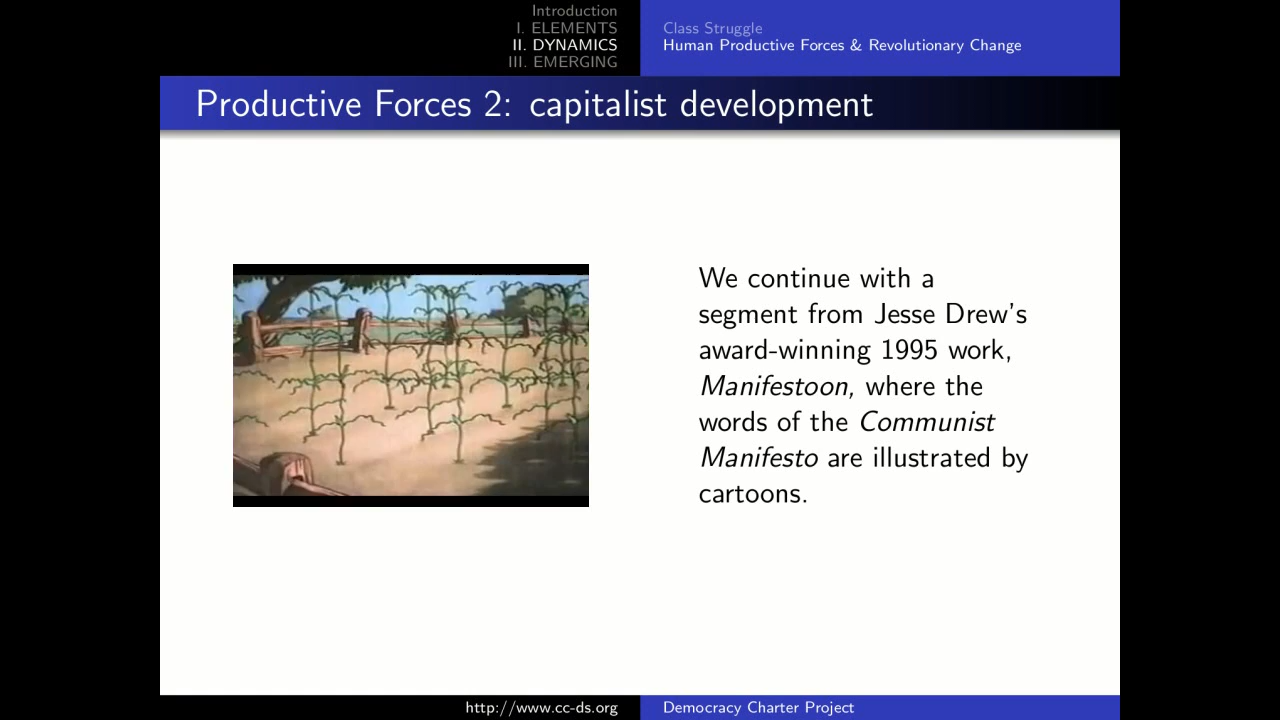 Introduction
I. ELEMENTS
II. DYNAMICS
III. EMERGING
Class Struggle
Human Productive Forces & Revolutionary Change
Productive Forces 2: capitalist development
We continue with a
segment from Jesse Drew's
award-winning 1995 work,
Manifestoon, where the
words of the Communist
Manifesto are illustrated by
cartoons.
http://www.cc-ds.org
Democracy Charter Project